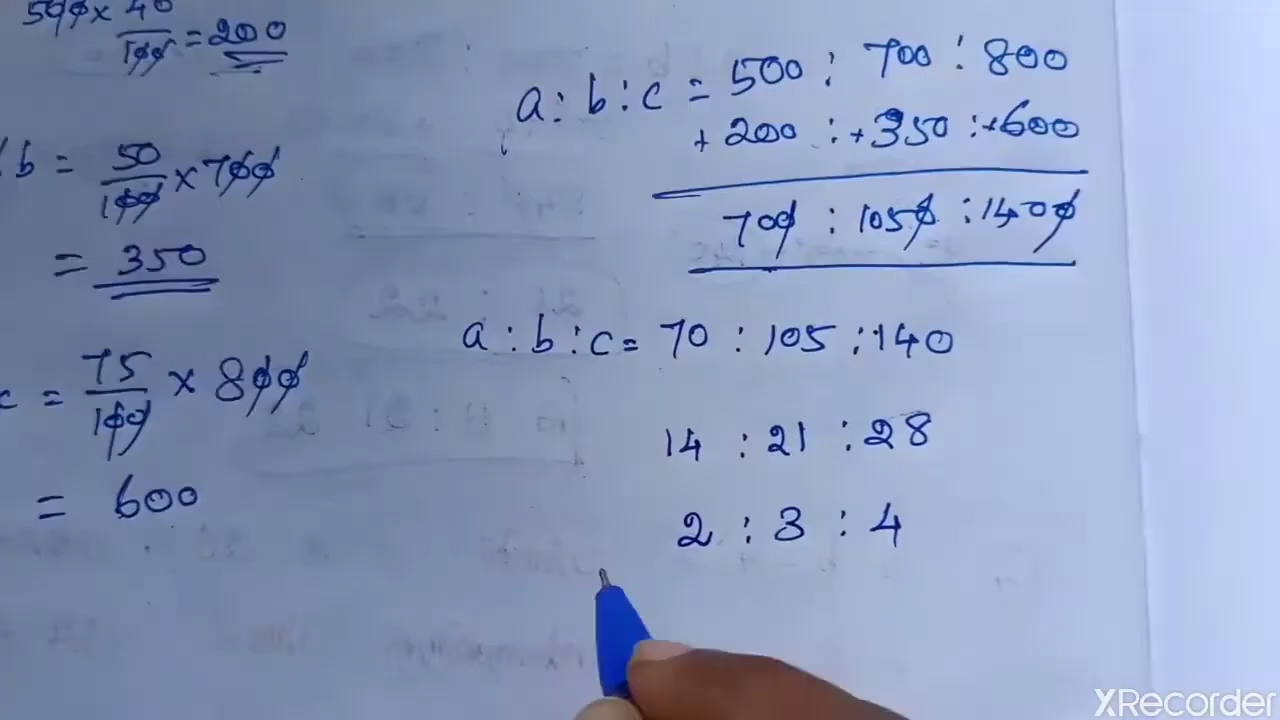 500 × 40
100 = 200
b = 50/100 × 700
= 350
c = 75/100 × 800
= 600
a : b : c = 500 : 700 : 800
+ 200 : + 350 : + 600
700 : 1050 : 1400
a : b : c = 70 : 105 : 140
14 : 21 : 28
2 : 3 : 4
XRecorder